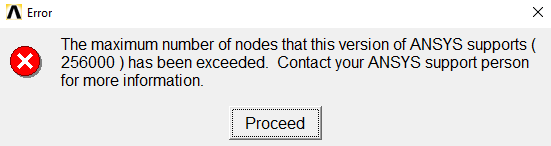 Error
The maximum number of nodes that this version of ANSYS supports (
256000 ) has been exceeded.  Contact your ANSYS support person
for more information.
Proceed